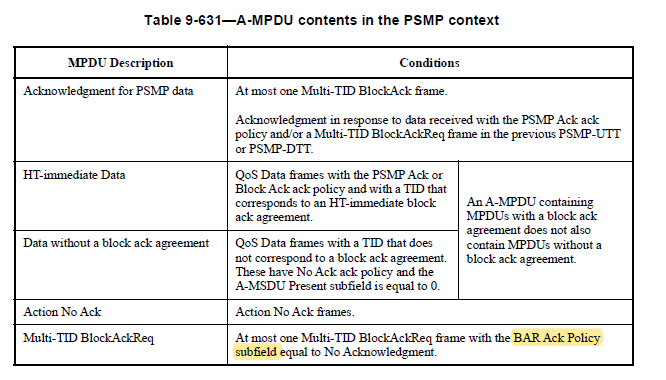 Table 9-631—A-MPDU contents in the PSMP context
MPDU Description
Conditions
Acknowledgment for PSMP data
At most one Multi-TID BlockAck frame.
Acknowledgment in response to data received with the PSMP Ack ack
policy and/or a Multi-TID BlockAckReq frame in the previous PSMP-UTT
or PSMP-DTT.
HT-immediate Data
QoS Data frames with the PSMP Ack or
Block Ack ack policy and with a TID that
corresponds to an HT-immediate block
ack agreement.
An A-MPDU containing
MPDUs with a block ack
agreement does not also
contain MPDUs without a
block ack agreement.
Data without a block ack agreement
QoS Data frames with a TID that does
not correspond to a block ack agreement.
These have No Ack ack policy and the
A-MSDU Present subfield is equal to 0.
Action No Ack
Action No Ack frames.
Multi-TID BlockAckReq
At most one Multi-TID BlockAckReq frame with the BAR Ack Policy
subfield equal to No Acknowledgment.